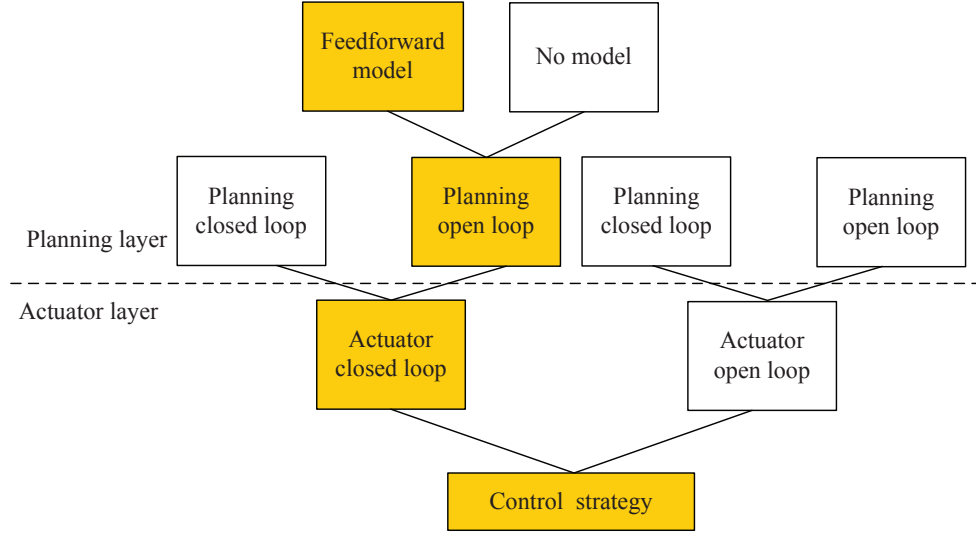 Feedforward
model
No model
Planning
closed loop
Planning
open loop
Planning
closed loop
Planning
open loop
Planning layer
Actuator layer
Actuator
closed loop
Actuator
open loop
Control strategy